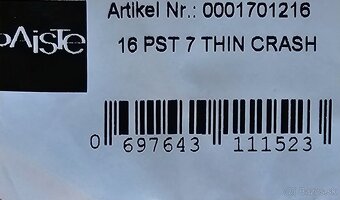 Artikel Nr.: 0001701216
PAiSTe
16 PST 7 THIN CRASH
0 697643 111523